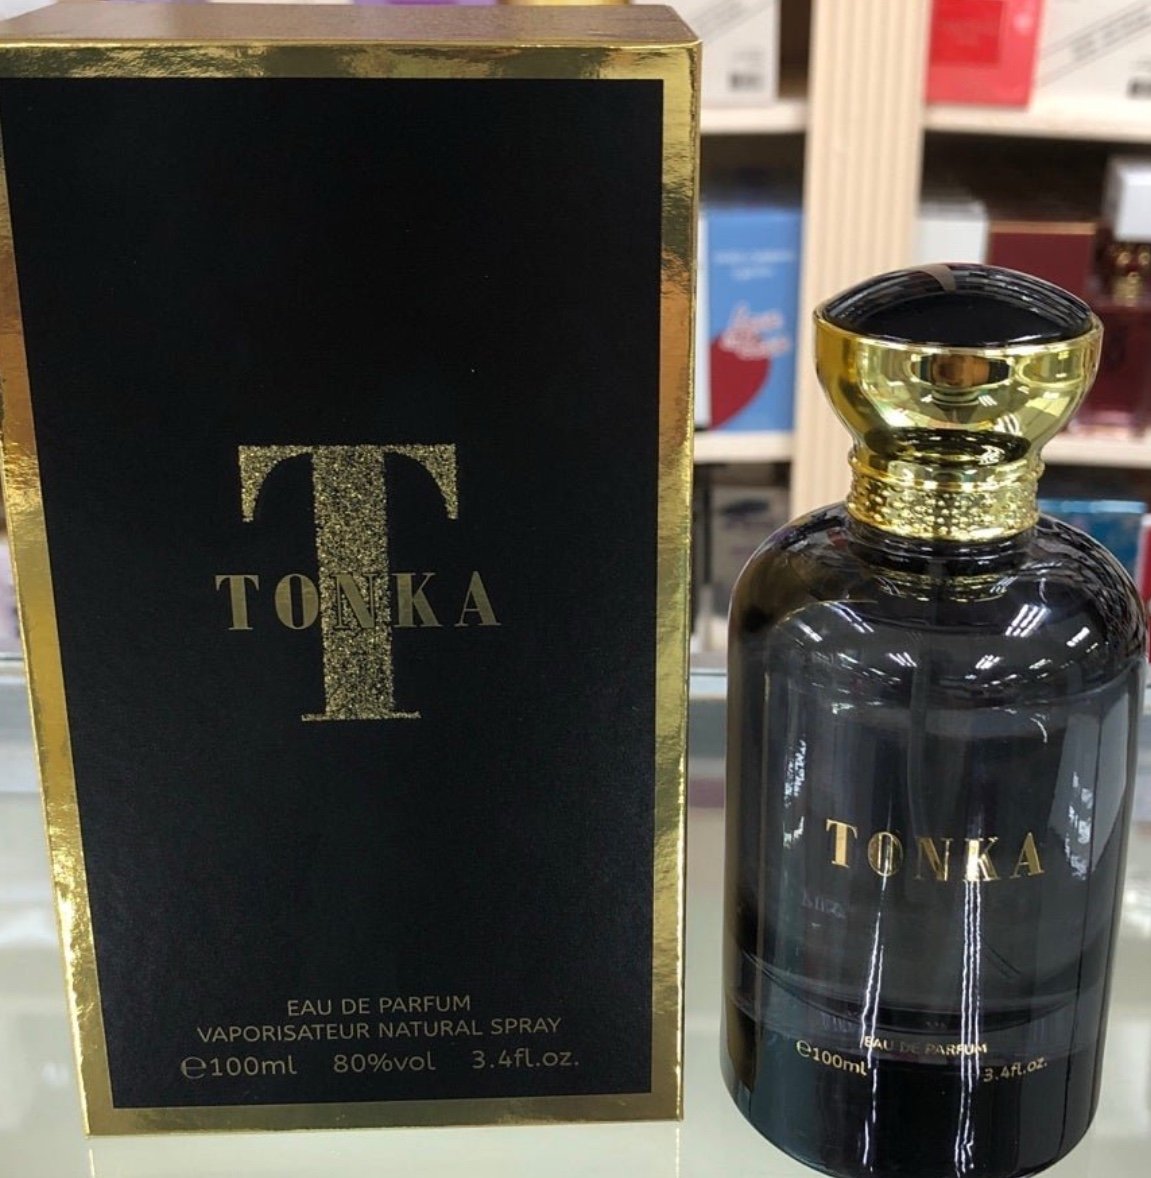 T
TONKA
EAU DE PARFUM
VAPORISATEUR NATURAL SPRAY
℮100ml 80%vol 3.4fl.oz.
TONKA
EAU DE PARFUM
℮100ml 3.4fl.oz.